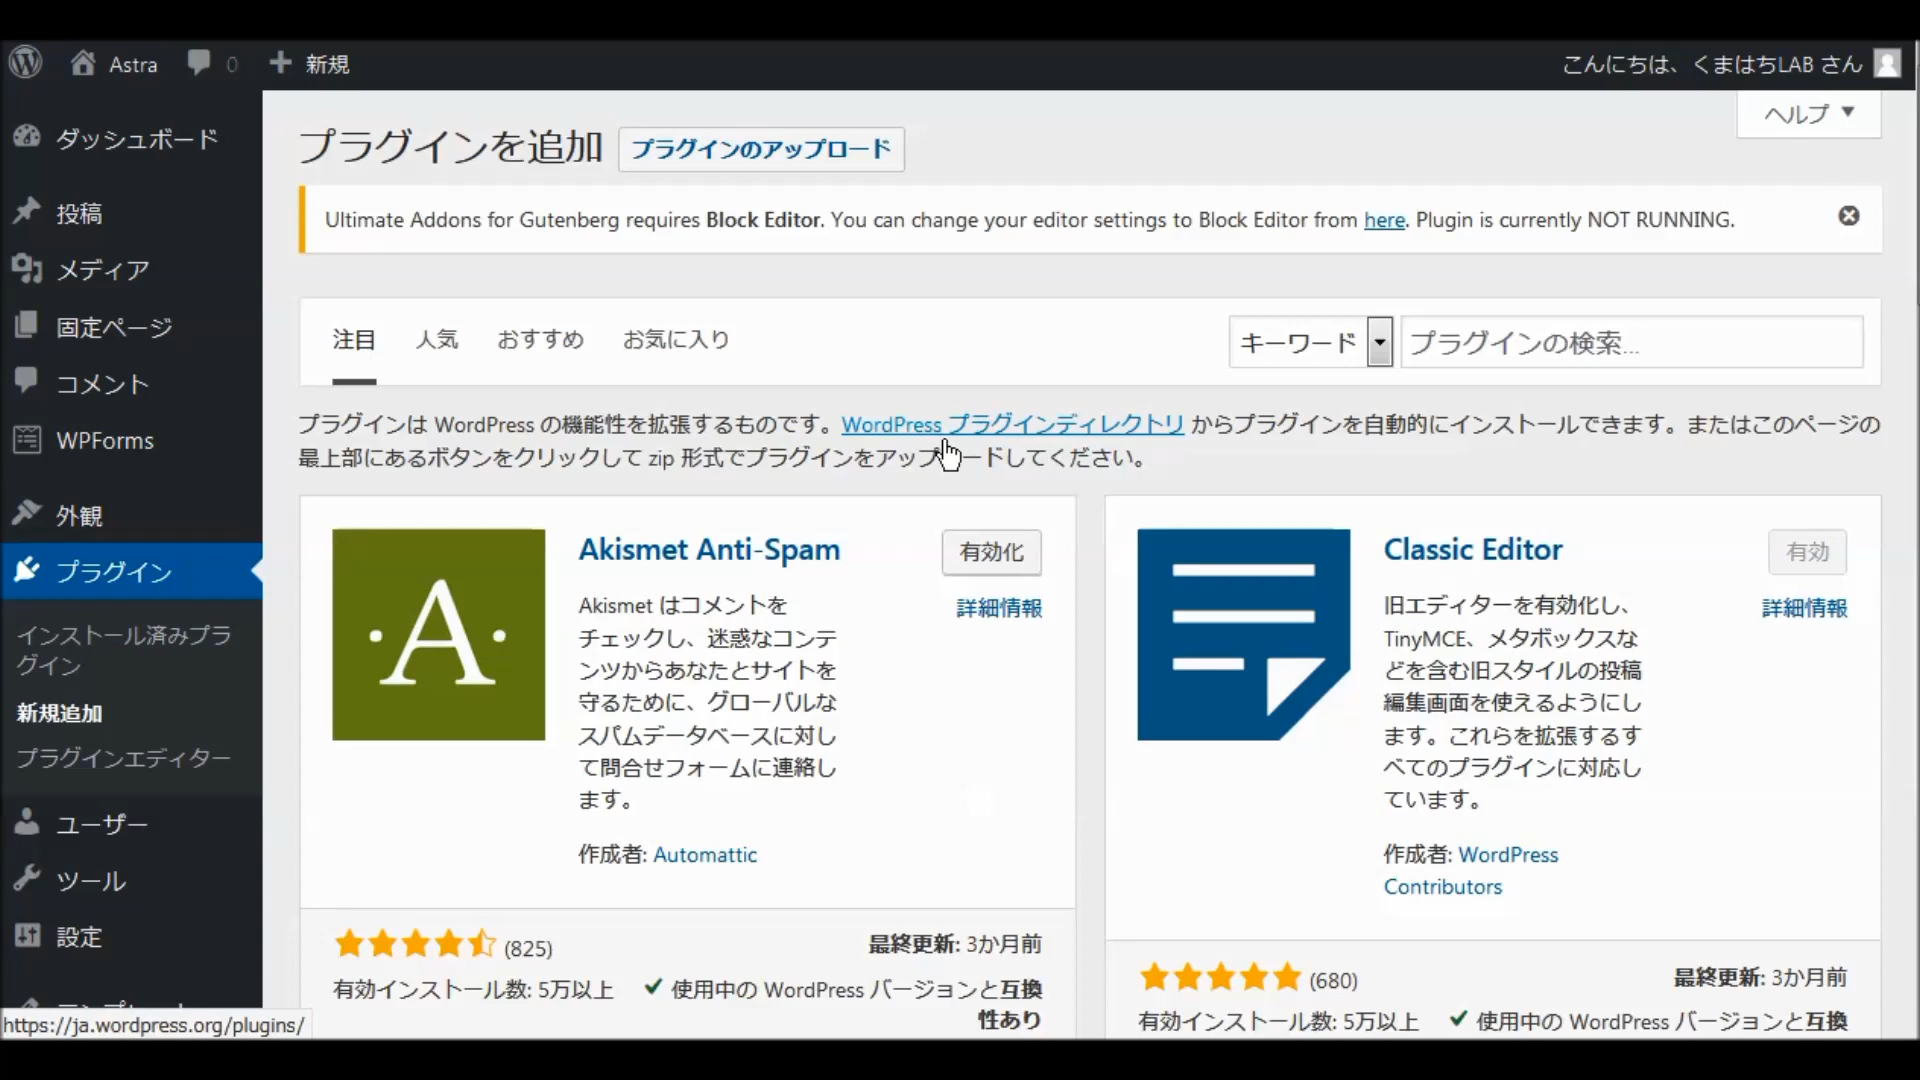 Astra 0 新規 こんにちは、くまはちLAB さん
ヘルプ
ダッシュボード
投稿
メディア
固定ページ
コメント
WPForms
外観
プラグイン
インストール済みプラ
グイン
新規追加
プラグインエディター
ユーザー
ツール
設定
https://ja.wordpress.org/plugins/
プラグインを追加 プラグインのアップロード
Ultimate Addons for Gutenberg requires Block Editor. You can change your editor settings to Block Editor from here. Plugin is currently NOT RUNNING.
注目 人気 おすすめ お気に入り キーワード プラグインの検索...
プラグインは WordPress の機能性を拡張するものです。WordPress プラグインディレクトリ からプラグインを自動的にインストールできます。またはこのページの
最上部にあるボタンをクリックして zip 形式でプラグインをアップロードしてください。
Akismet Anti-Spam
有効化
詳細情報
Akismet はコメントを
チェックし、迷惑なコンテ
ンツからあなたとサイトを
守るために、グローバルな
スパムデータベースに対し
て問合せフォームに連絡し
ます。
作成者: Automattic
(825)
最終更新: 3か月前
有効インストール数: 5万以上
使用中の WordPress バージョンと互換
性あり
Classic Editor
有効
詳細情報
旧エディターを有効化し、
TinyMCE、メタボックスな
どを含む旧スタイルの投稿
編集画面を使えるようにし
ます。これらを拡張するす
べてのプラグインに対応し
ています。
作成者: WordPress
Contributors
(680)
最終更新: 3か月前
有効インストール数: 5万以上
使用中の WordPress バージョンと互換